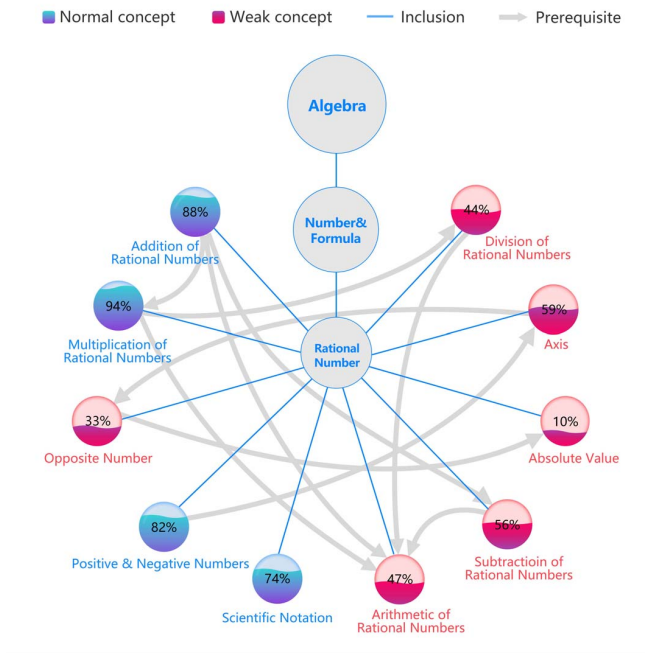 Normal concept
Weak concept
Inclusion
Prerequisite
Algebra
Number&
Formula
Rational
Number
88%
Addition of
Rational Numbers
44%
Division of
Rational Numbers
94%
Multiplication of
Rational Numbers
59%
Axis
33%
Opposite Number
10%
Absolute Value
82%
Positive & Negative Numbers
56%
Subtractioin of
Rational Numbers
74%
Scientific Notation
47%
Arithmetic of
Rational Numbers